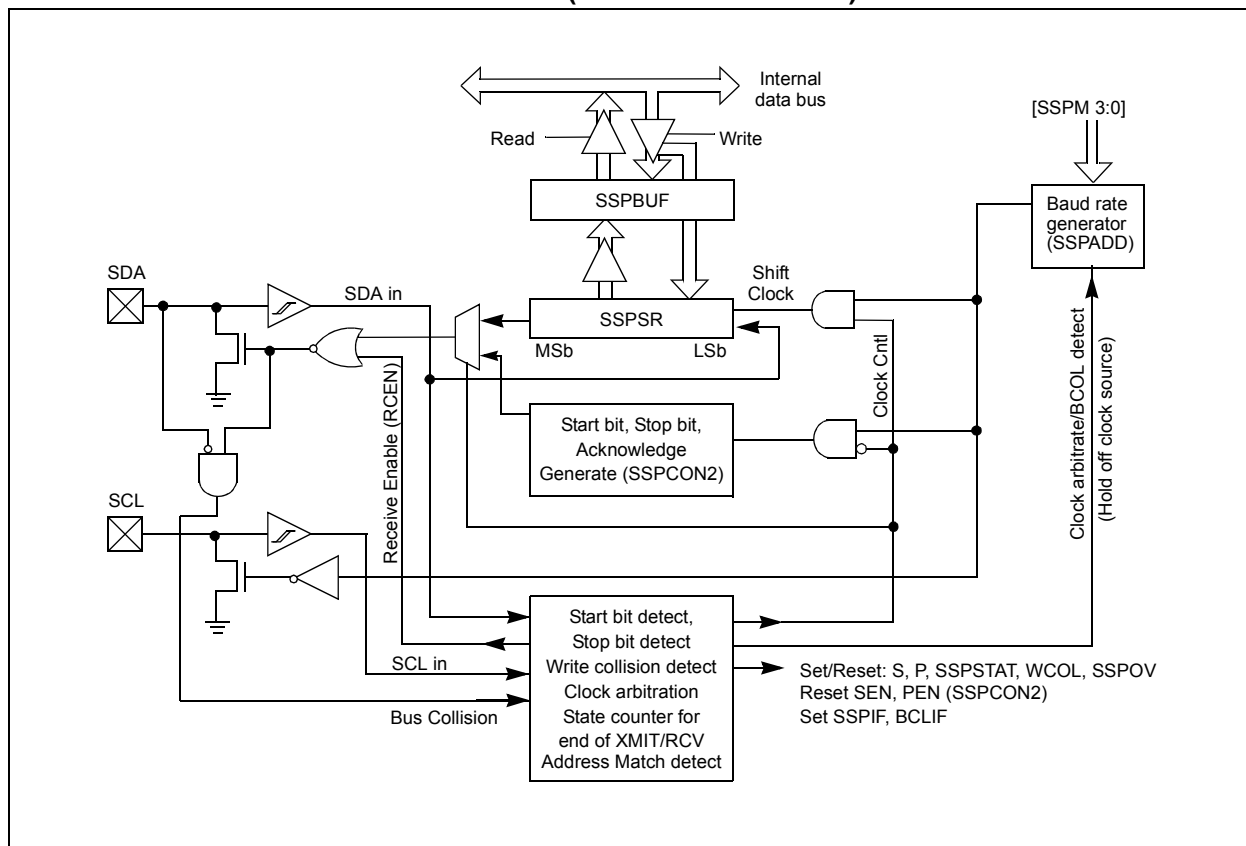 Internal
data bus
[SSPM 3:0]
Read
Write
SSPBUF
Baud rate
generator
(SSPADD)
SDA
SDA in
Shift
Clock
SSPSR
MSb
LSb
Receive Enable (RCEN)
Start bit, Stop bit,
Acknowledge
Generate (SSPCON2)
Clock Cntl
Clock arbitrate/BCOL detect
(Hold off clock source)
SCL
SCL in
Bus Collision
Start bit detect,
Stop bit detect
Write collision detect
Clock arbitration
State counter for
end of XMIT/RCV
Address Match detect
Set/Reset: S, P, SSPSTAT, WCOL, SSPOV
Reset SEN, PEN (SSPCON2)
Set SSPIF, BCLIF